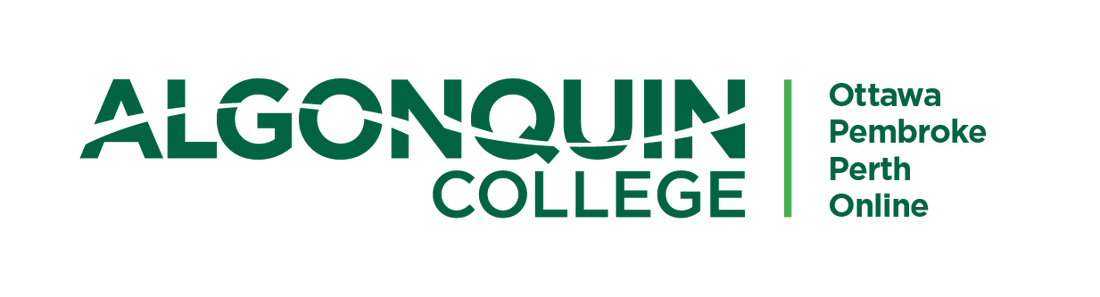 ALGONQUIN
COLLEGE
Ottawa
Pembroke
Perth
Online